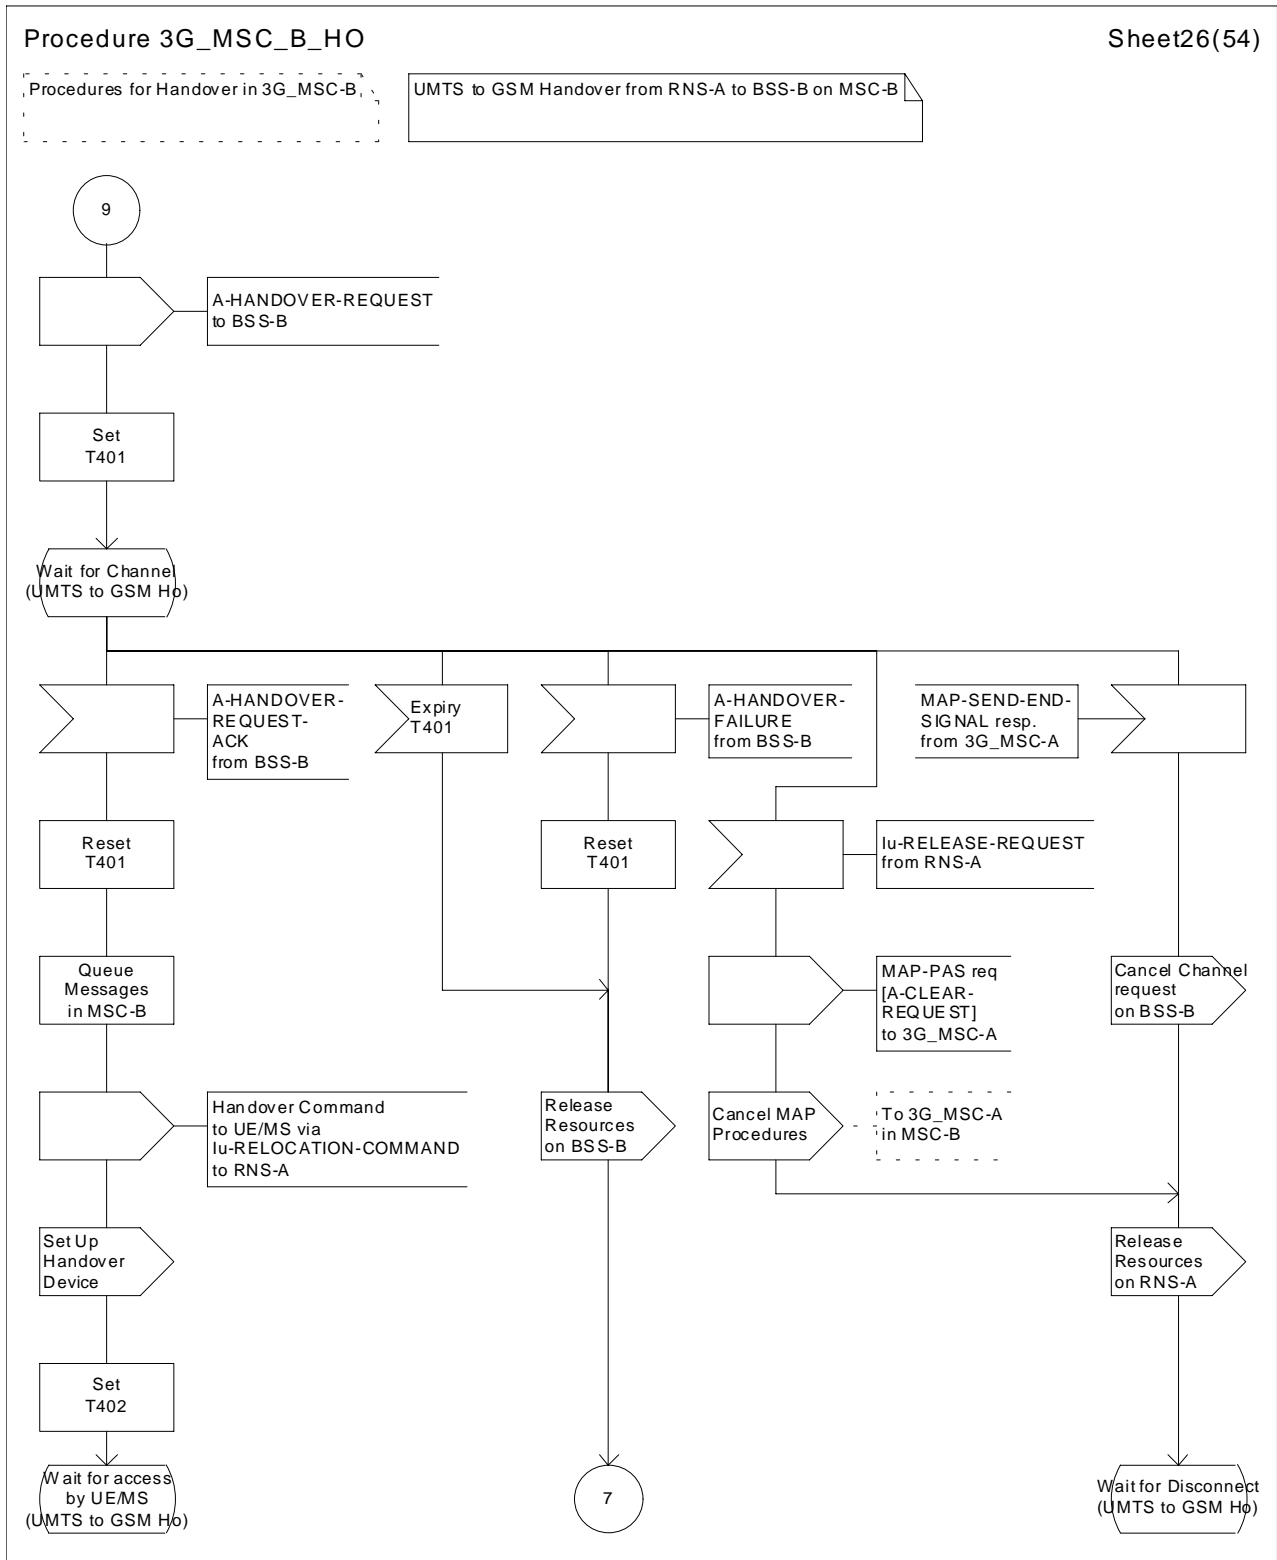 Procedure 3G_MSC_B_HO
Sheet26(54)
Procedures for Handover in 3G_MSC-B
UMTS to GSM Handover from RNS-A to BSS-B on MSC-B
9
A-HANDOVER-REQUEST
to BSS-B
Set
T401
Wait for Channel
(UMTS to GSM Ho)
A-HANDOVER-
REQUEST-
ACK
from BSS-B
Expiry
T401
A-HANDOVER-
FAILURE
from BSS-B
MAP-SEND-END-
SIGNAL resp.
from 3G_MSC-A
Reset
T401
Reset
T401
Iu-RELEASE-REQUEST
from RNS-A
Queue
Messages
in MSC-B
MAP-PAS req
[A-CLEAR-
REQUEST]
to 3G_MSC-A
Cancel Channel
request
on BSS-B
Handover Command
to UE/MS via
Iu-RELOCATION-COMMAND
to RNS-A
Release
Resources
on BSS-B
Cancel MAP
Procedures
To 3G_MSC-A
in MSC-B
Set Up
Handover
Device
Release
Resources
on RNS-A
Set
T402
Wait for access
by UE/MS
(UMTS to GSM Ho)
7
Wait for Disconnect
(UMTS to GSM Ho)